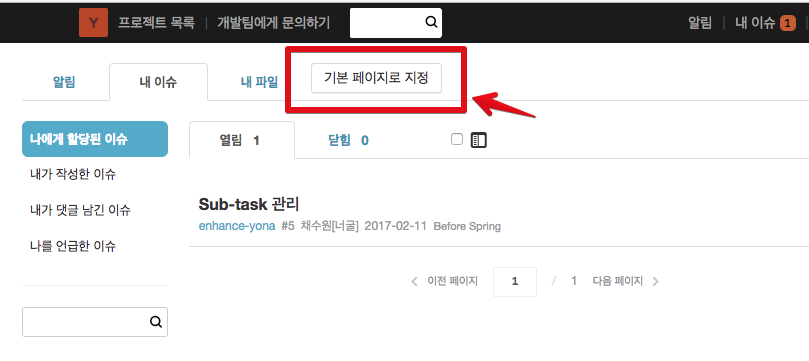 Y 프로젝트 목록 개발팀에게 문의하기 알림 내 이슈 1
알림 내 이슈 내 파일 기본 페이지로 지정
나에게 할당된 이슈
내가 작성한 이슈
내가 댓글 남긴 이슈
나를 언급한 이슈
열림 1 닫힘 0
Sub-task 관리
enhance-yona #5 채수원[너굴] 2017-02-11 Before Spring
이전 페이지 1 / 1 다음 페이지